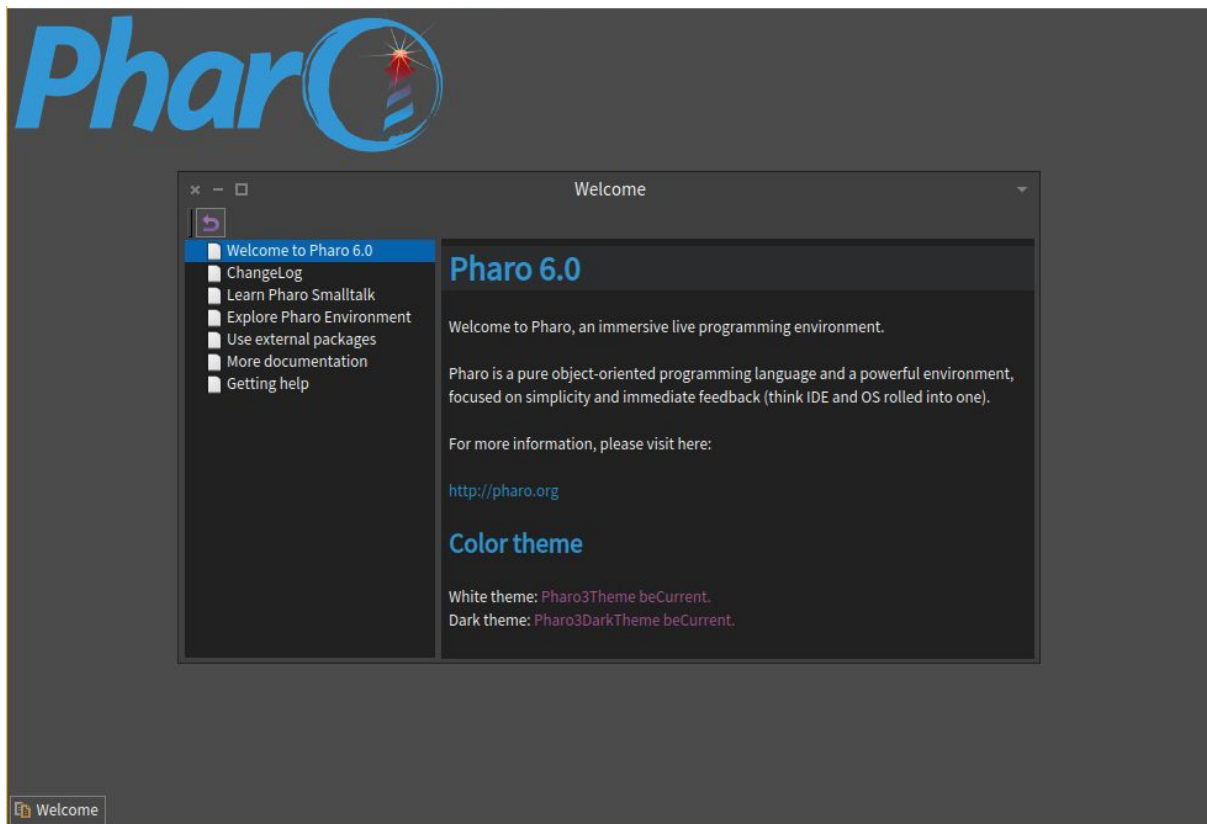 Pharo
Welcome
Welcome to Pharo 6.0
ChangeLog
Learn Pharo Smalltalk
Explore Pharo Environment
Use external packages
More documentation
Getting help
Pharo 6.0
Welcome to Pharo, an immersive live programming environment.
Pharo is a pure object-oriented programming language and a powerful environment,
focused on simplicity and immediate feedback (think IDE and OS rolled into one).
For more information, please visit here:
http://pharo.org
Color theme
White theme: Pharo3Theme beCurrent.
Dark theme: Pharo3DarkTheme beCurrent.
Welcome